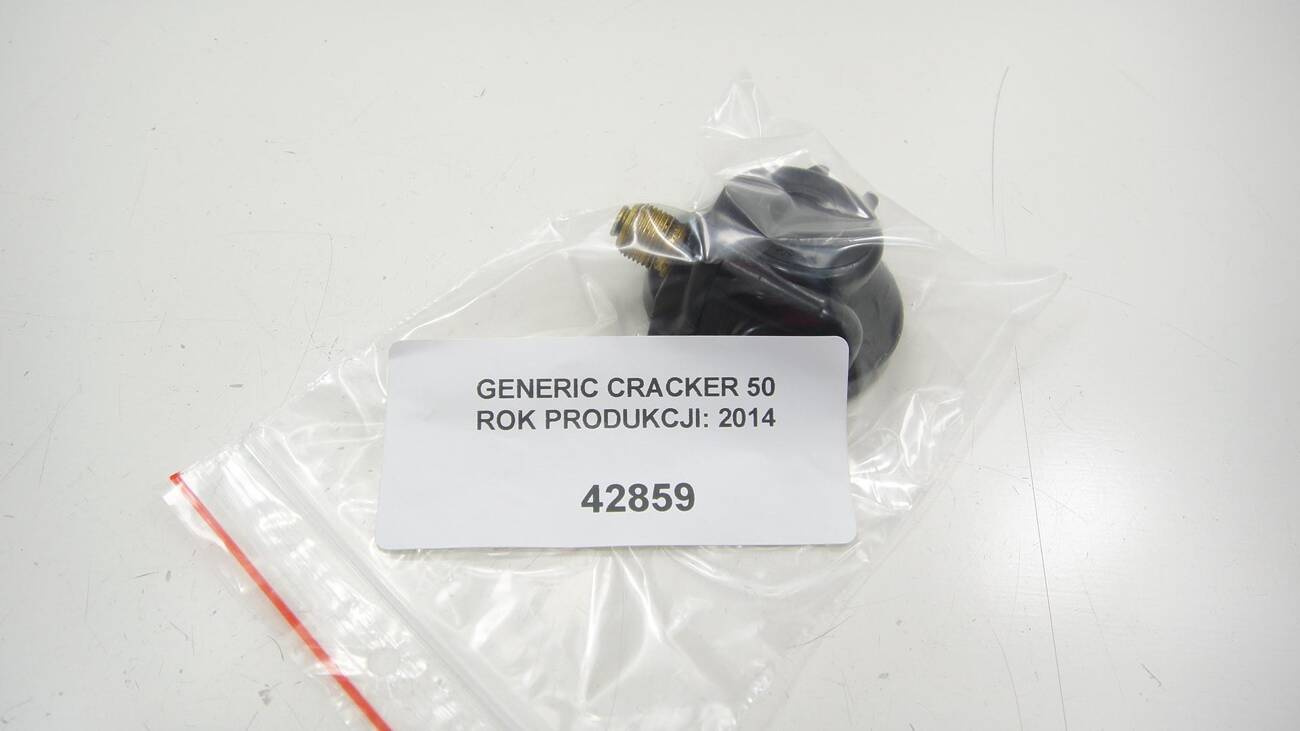 GENERIC CRACKER 50
ROK PRODUKCJI: 2014
42859